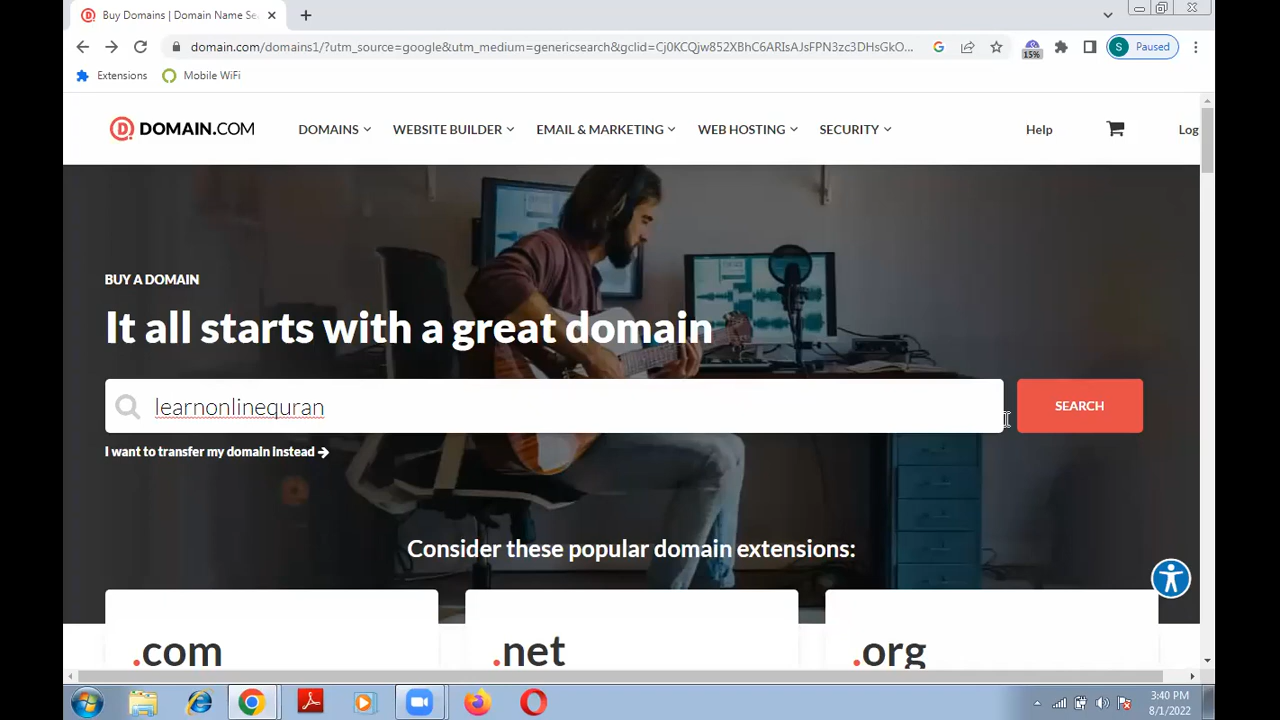 Buy Domains | Domain Name Se
domain.com/domains1/?utm_source=google&utm_medium=genericsearch&gclid=Cj0KCQjw852XBhC6ARIsAJsFPN3zc3DHsGkO...
15%
S Paused
Extensions Mobile WiFi
DOMAIN.COM DOMAINS WEBSITE BUILDER EMAIL & MARKETING WEB HOSTING SECURITY Help Log
BUY A DOMAIN
It all starts with a great domain
learnonlinequran SEARCH
I want to transfer my domain instead
Consider these popular domain extensions:
.com .net .org
3:40 PM
8/1/2022